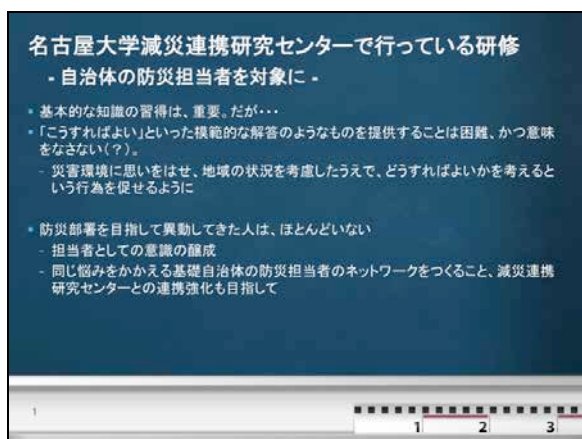 名古屋大学減災連携研究センターで行っている研修
- 自治体の防災担当者を対象に -
▪ 基本的な知識の習得は、重要。だが・・・
▪ 「こうすればよい」といった模範的な解答のようなものを提供することは困難、かつ意味
をなさない(?)。
- 災害環境に思いをはせ、地域の状況を考慮したうえで、どうすればよいかを考えると
いう行為を促せるように
▪ 防災部署を目指して異動してきた人は、ほとんどいない
- 担当者としての意識の醸成
- 同じ悩みをかかえる基礎自治体の防災担当者のネットワークをつくること、減災連携
研究センターとの連携強化も目指して
1
1 2 3